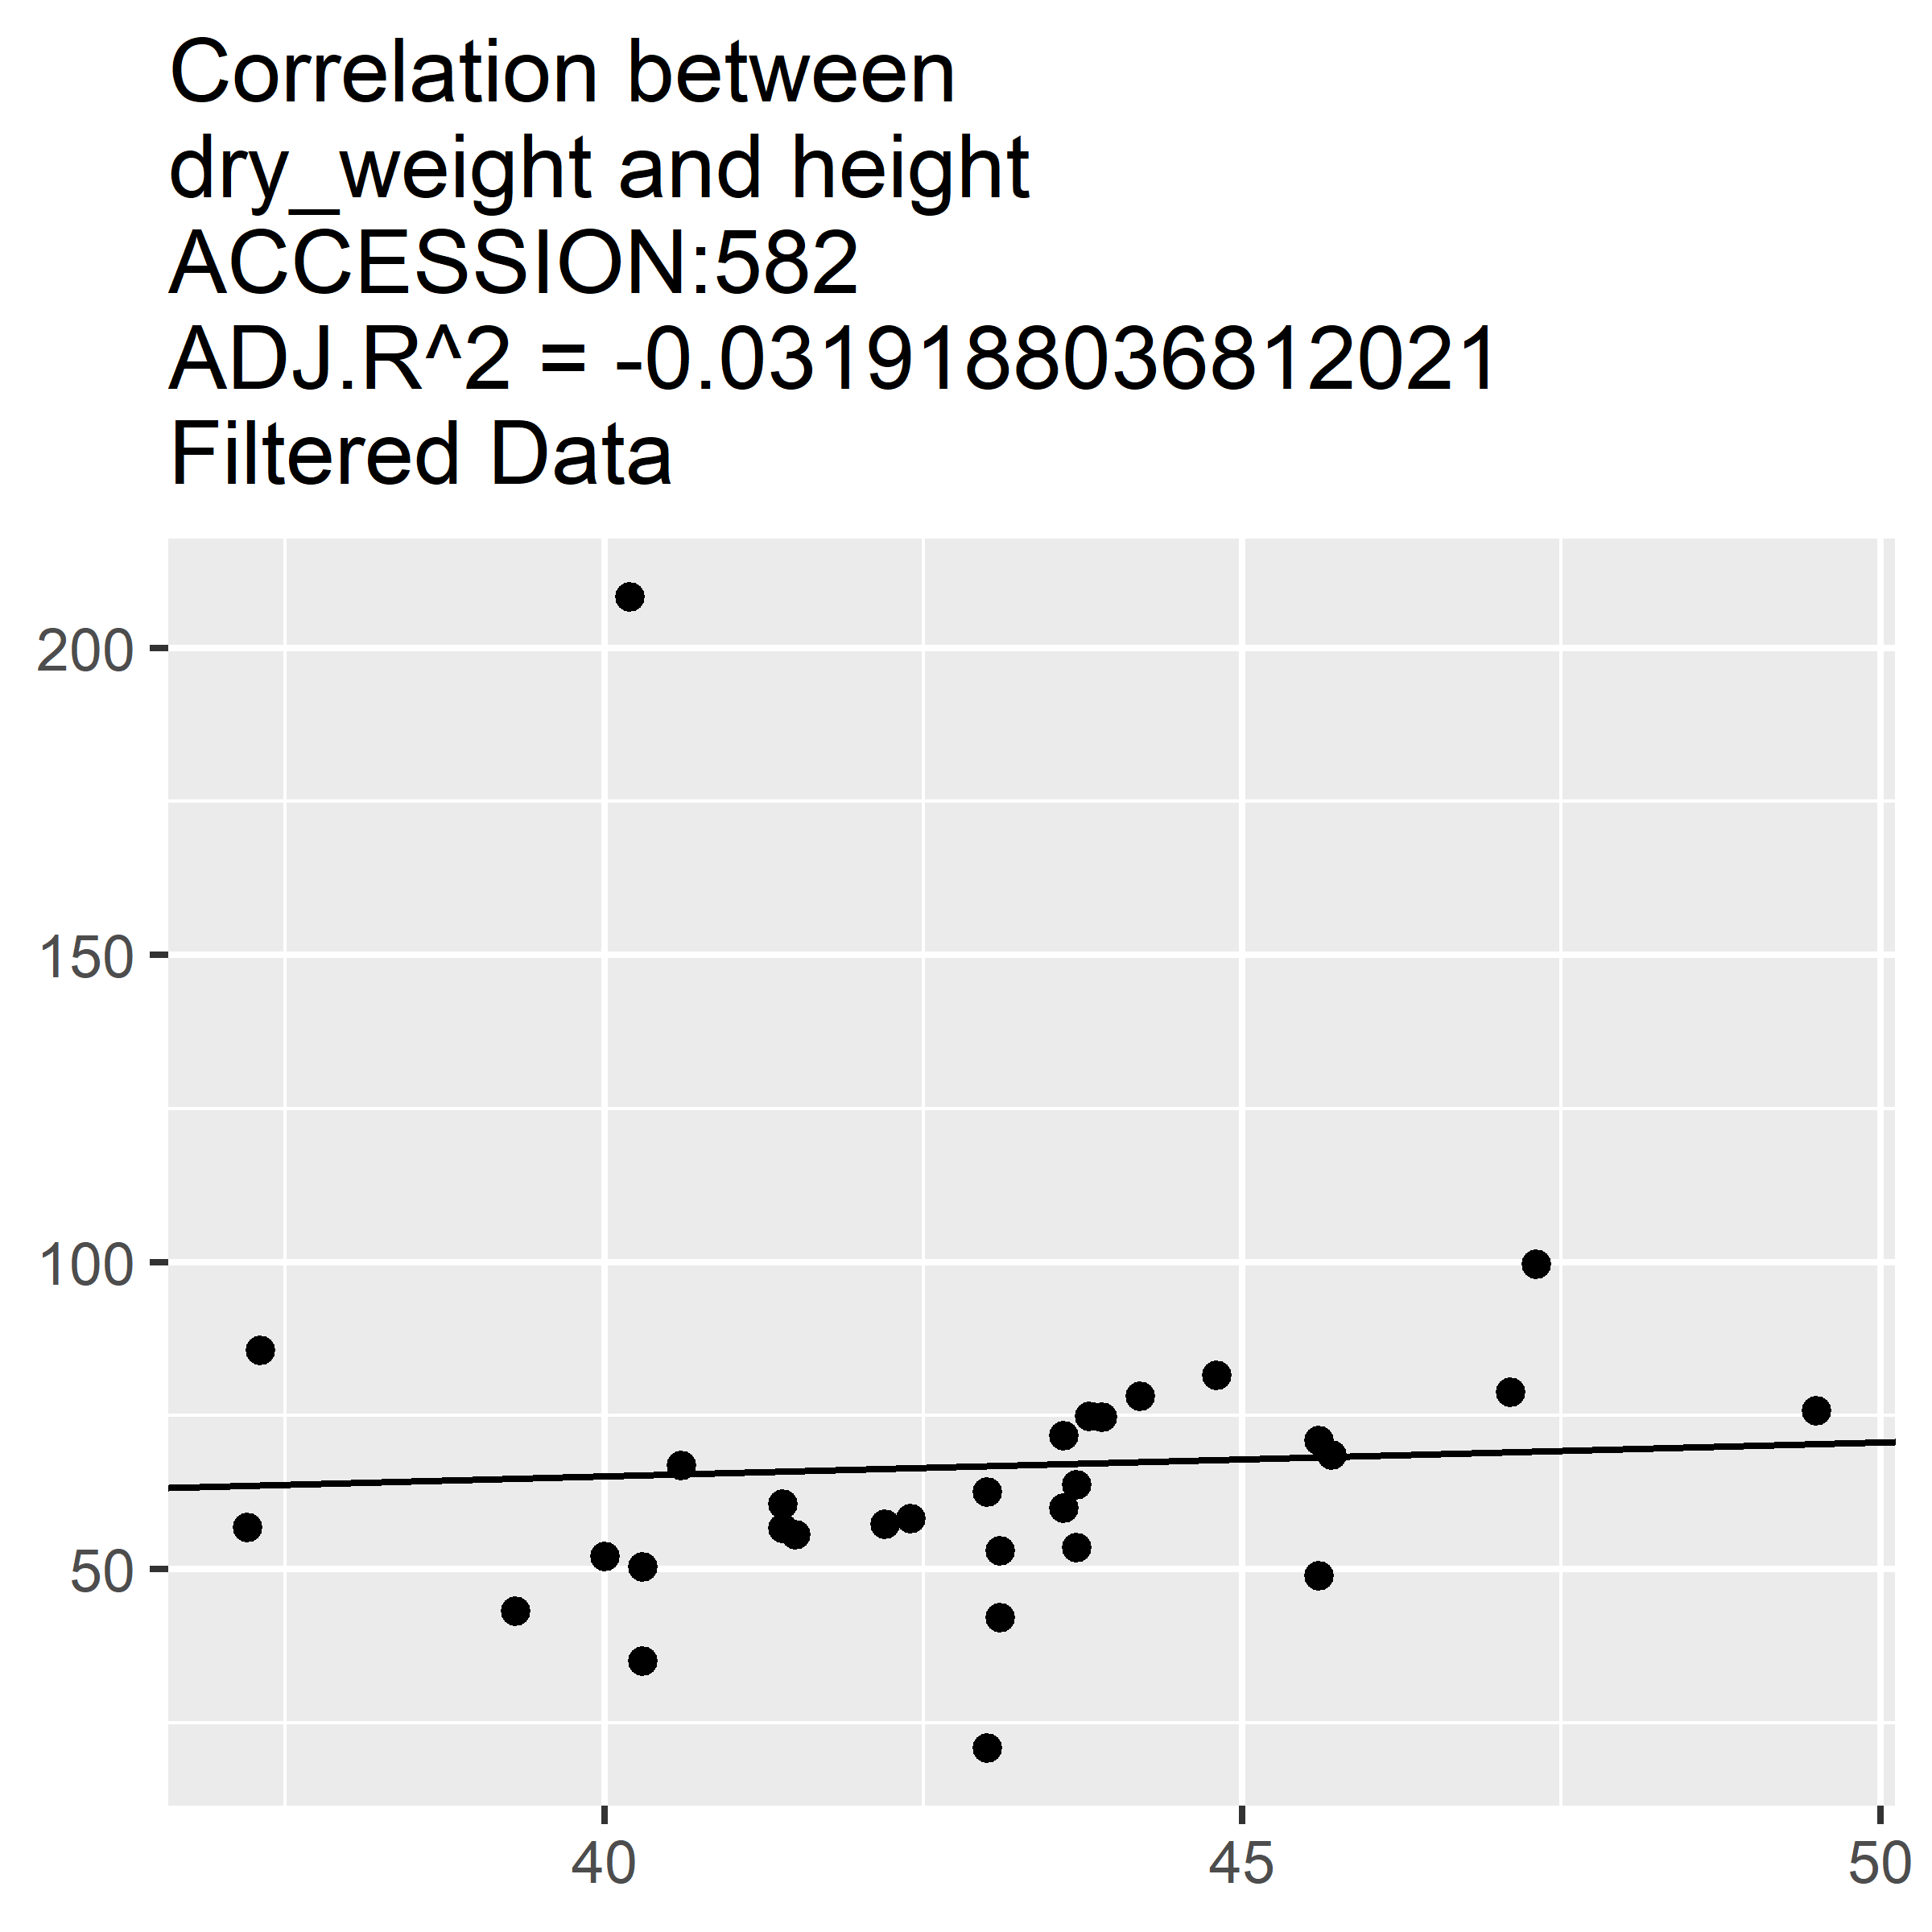 Correlation between
dry_weight and height
ACCESSION:582
ADJ.R^2 = -0.0319188036812021
Filtered Data
200
150
100
50
40
45
50